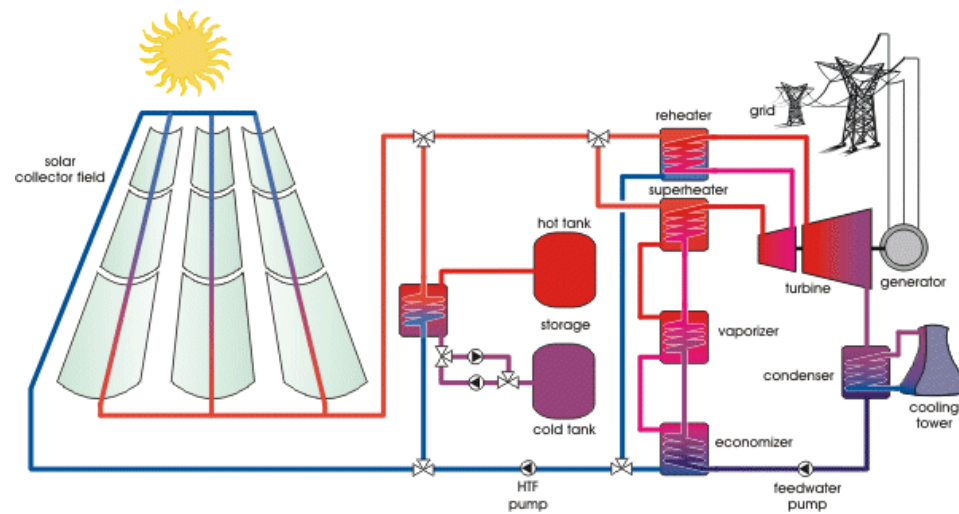 grid
reheater
solar
collector field
superheater
hot tank
storage
turbine
generator
vaporizer
condenser
cooling
tower
cold tank
economizer
HTF
pump
feedwater
pump